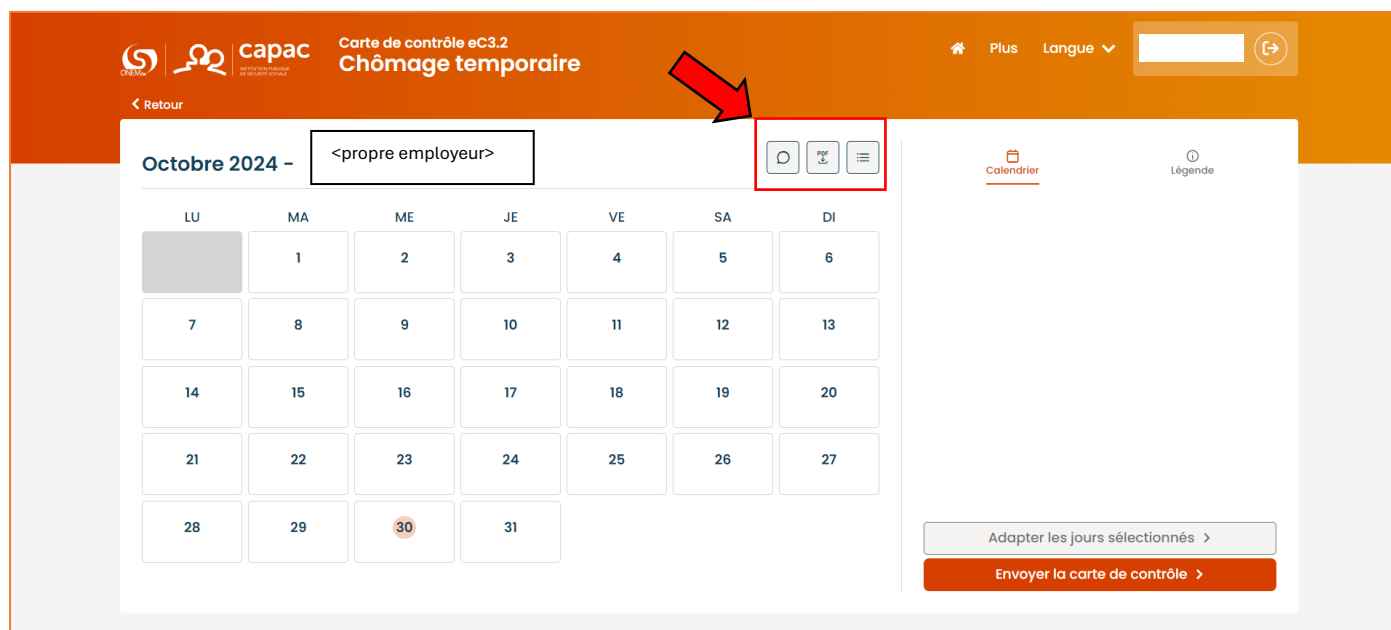 ONEM
capac
INSTITUTION PUBLIQUE
DE SÉCURITÉ SOCIALE
Carte de contrôle eC3.2
Chômage temporaire
Plus Langue
Retour
Octobre 2024 -
<propre employeur>
PDF
Calendrier
Légende
LU MA ME JE VE SA DI
1 2 3 4 5 6
7 8 9 10 11 12 13
14 15 16 17 18 19 20
21 22 23 24 25 26 27
28 29 30 31
Adapter les jours sélectionnés >
Envoyer la carte de contrôle >